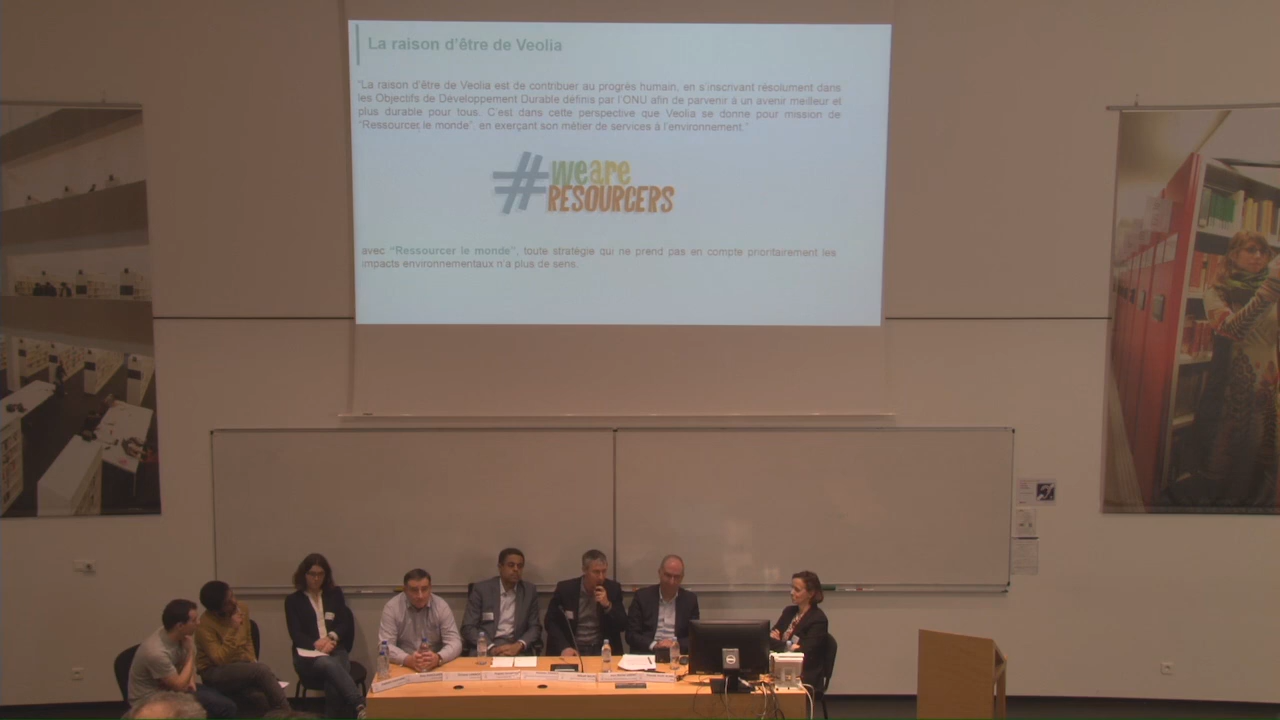 La raison d'être de Veolia
"La raison d'être de Veolia est de contribuer au progrès humain, en s'inscrivant résolument dans
les Objectifs de Développement Durable définis par l'ONU afin de parvenir à un avenir meilleur et
plus durable pour tous. C'est dans cette perspective que Veolia se donne pour mission de
"Ressourcer le monde", en exerçant son métier de services à l'environnement."
#weare
RESOURCERS
avec "Ressourcer le monde", toute stratégie qui ne prend pas en compte prioritairement les
impacts environnementaux n'a plus de sens.
DELL